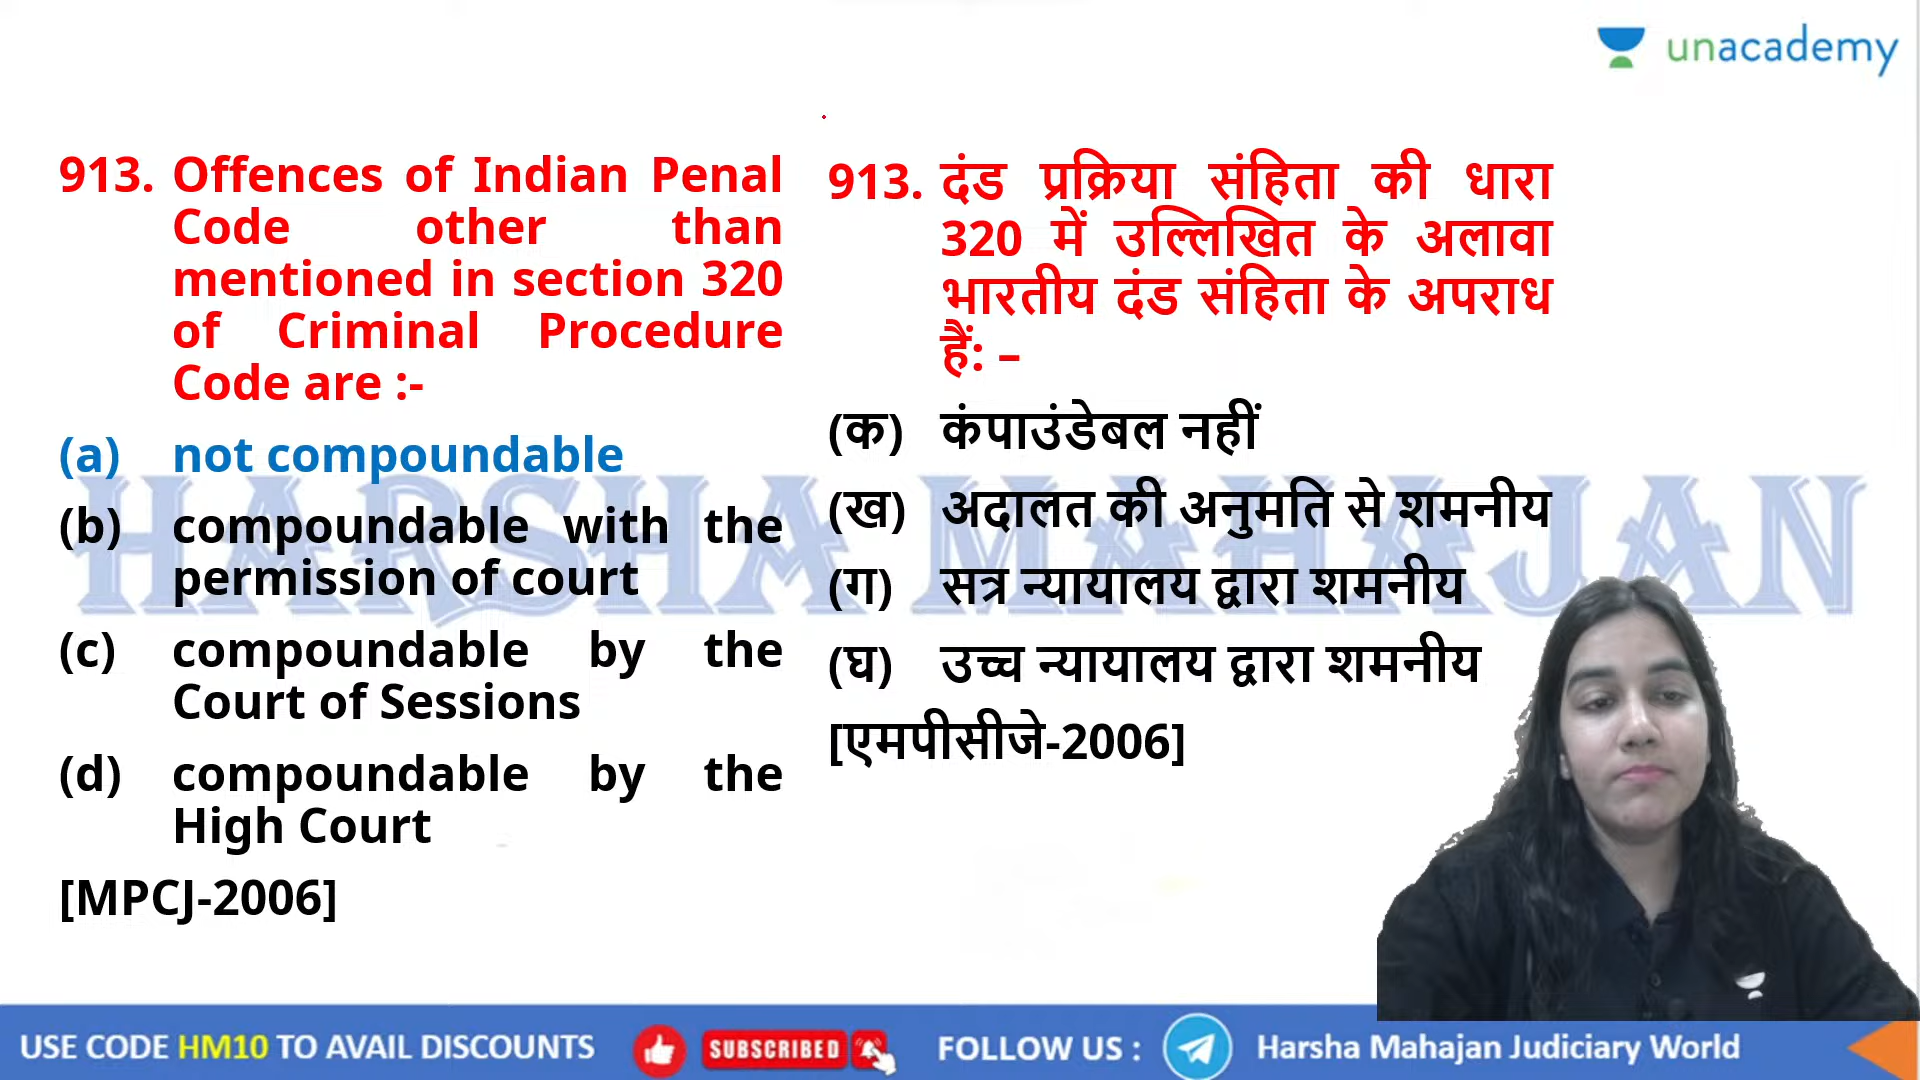 unacademy
913. Offences of Indian Penal
Code other than
mentioned in section 320
of Criminal Procedure
Code are :-
(a) not compoundable
(b) compoundable with the
permission of court
(c) compoundable by the
Court of Sessions
(d) compoundable by the
High Court
[MPCJ-2006]
913. दंड प्रक्रिया संहिता की धारा
320 में उल्लिखित के अलावा
भारतीय दंड संहिता के अपराध
हैं: –
(क) कंपाउंडेबल नहीं
(ख) अदालत की अनुमति से शमनीय
(ग) सत्र न्यायालय द्वारा शमनीय
(घ) उच्च न्यायालय द्वारा शमनीय
[एमपीसीजे-2006]
HARSHA MAHAJAN
USE CODE HM10 TO AVAIL DISCOUNTS
SUBSCRIBED
FOLLOW US :
Harsha Mahajan Judiciary World